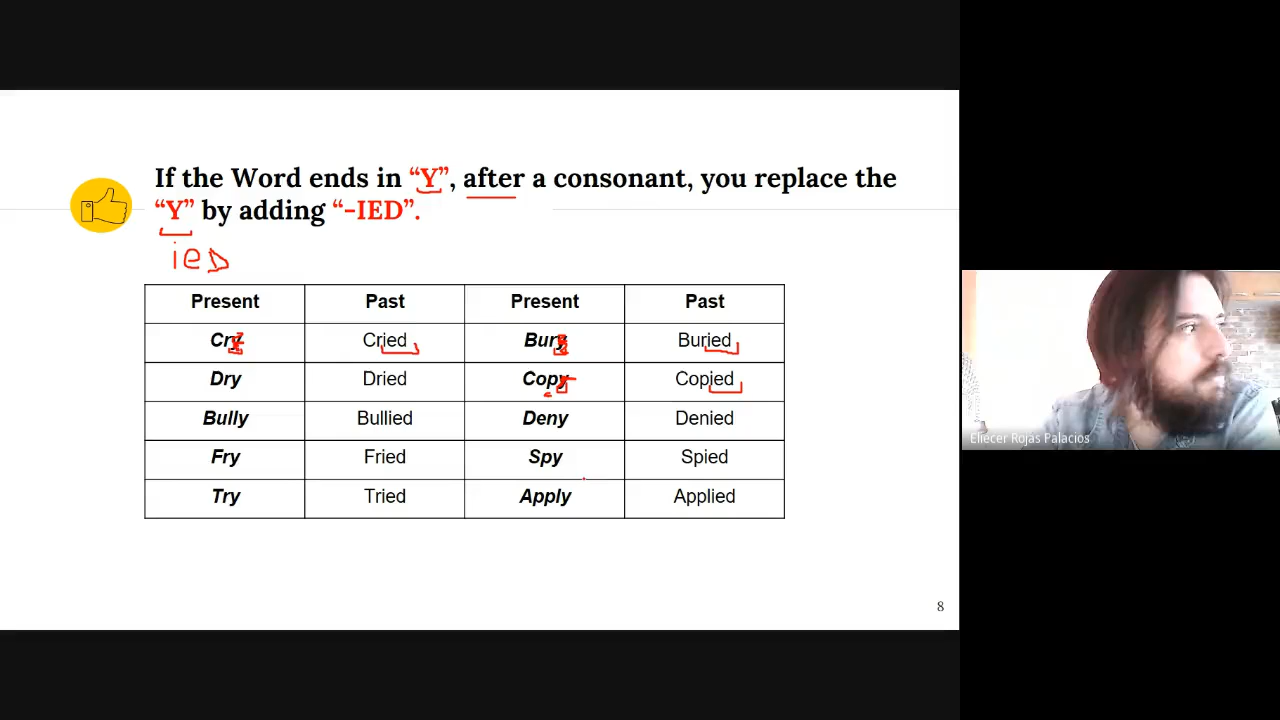 If the Word ends in “Y”, after a consonant, you replace the
“Y” by adding “-IED”.
ieD
Present Past Present Past
Cry Cried Bury Buried
Dry Dried Copy Copied
Bully Bullied Deny Denied
Fry Fried Spy Spied
Try Tried Apply Applied
8
Eliecer Rojas Palacios